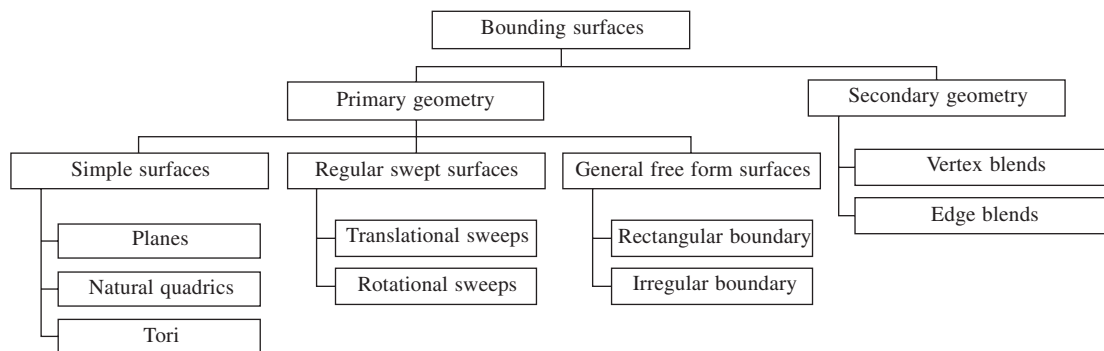 Bounding surfaces
Primary geometry
Secondary geometry
Simple surfaces
Regular swept surfaces
General free form surfaces
Vertex blends
Edge blends
Planes
Translational sweeps
Rectangular boundary
Natural quadrics
Rotational sweeps
Irregular boundary
Tori